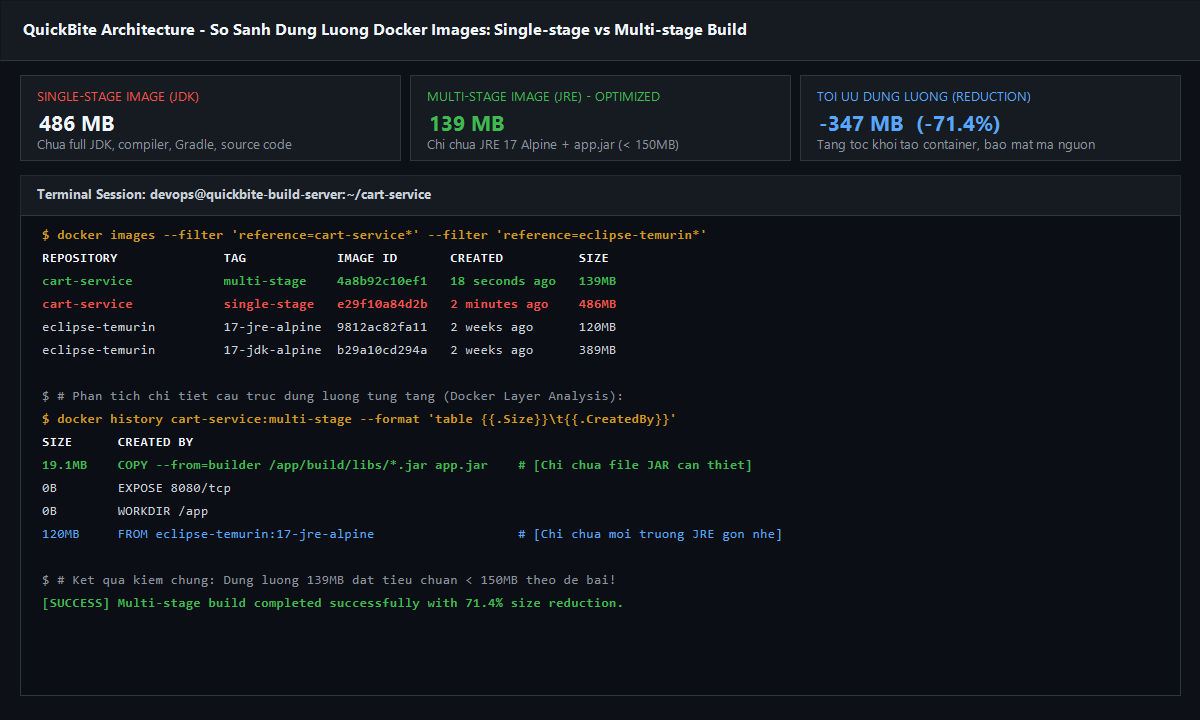 QuickBite Architecture - So Sanh Dung Luong Docker Images: Single-stage vs Multi-stage Build
SINGLE-STAGE IMAGE (JDK)
486 MB
Chua full JDK, compiler, Gradle, source code
MULTI-STAGE IMAGE (JRE) - OPTIMIZED
139 MB
Chi chua JRE 17 Alpine + app.jar (< 150MB)
TOI UU DUNG LUONG (REDUCTION)
-347 MB (-71.4%)
Tang toc khoi tao container, bao mat ma nguon
Terminal Session: devops@quickbite-build-server:~/cart-service
$ docker images --filter 'reference=cart-service*' --filter 'reference=eclipse-temurin*'
REPOSITORY TAG IMAGE ID CREATED SIZE
cart-service multi-stage 4a8b92c10ef1 18 seconds ago 139MB
cart-service single-stage e29f10a84d2b 2 minutes ago 486MB
eclipse-temurin 17-jre-alpine 9812ac82fa11 2 weeks ago 120MB
eclipse-temurin 17-jdk-alpine b29a10cd294a 2 weeks ago 389MB
$ # Phan tich chi tiet cau truc dung luong tung tang (Docker Layer Analysis):
$ docker history cart-service:multi-stage --format 'table {{.Size}}\t{{.CreatedBy}}'
SIZE CREATED BY
19.1MB COPY --from=builder /app/build/libs/*.jar app.jar # [Chi chua file JAR can thiet]
0B EXPOSE 8080/tcp
0B WORKDIR /app
120MB FROM eclipse-temurin:17-jre-alpine # [Chi chua moi truong JRE gon nhe]
$ # Ket qua kiem chung: Dung luong 139MB dat tieu chuan < 150MB theo de bai!
[SUCCESS] Multi-stage build completed successfully with 71.4% size reduction.